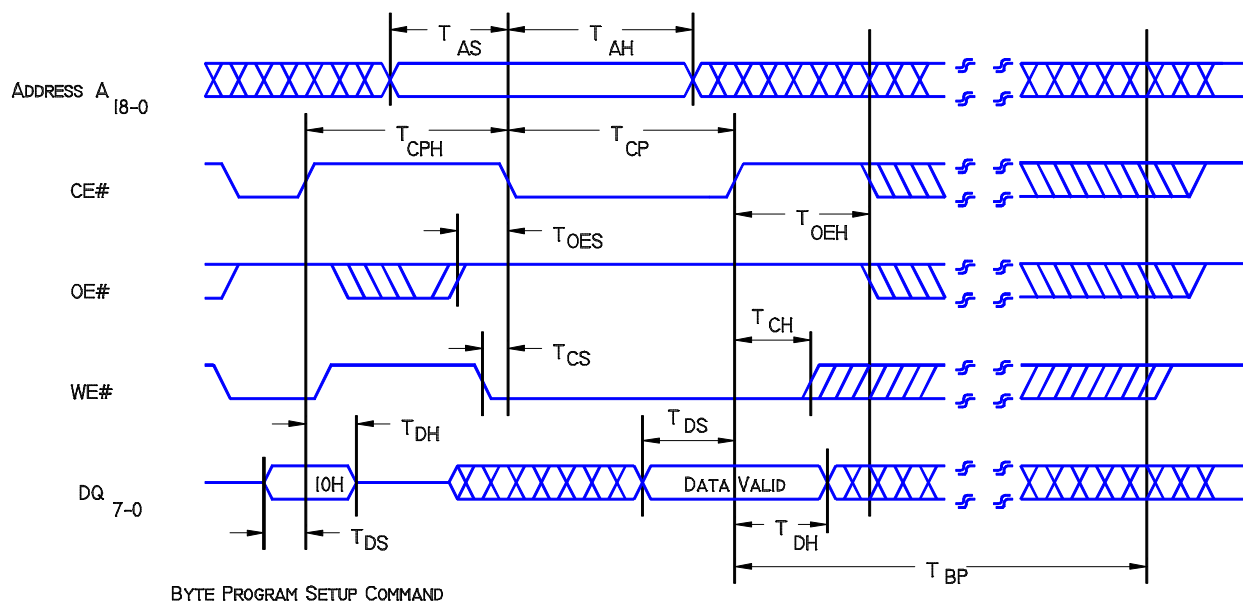 T AS
T AH
ADDRESS A 18-0
T CPH
T CP
CE#
T OES
T OEH
OE#
T CH
T CS
WE#
T DH
T DS
DQ 7-0
10H
DATA VALID
T DS
T DH
T BP
BYTE PROGRAM SETUP COMMAND